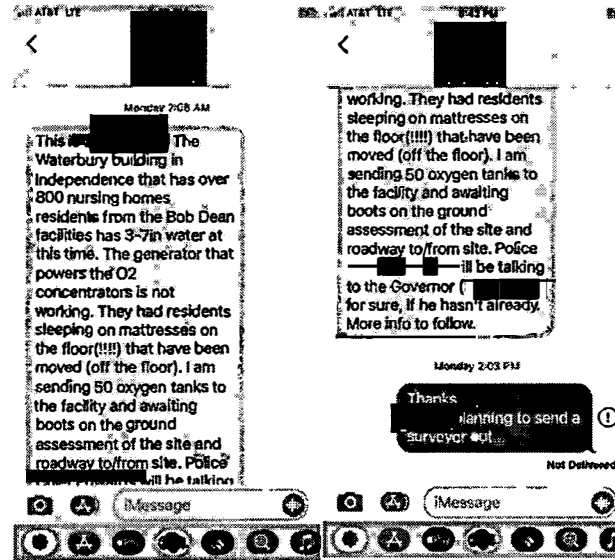 AT&T LTE
Monday 2:08 AM
This The
Waterbury building in
Independence that has over
800 nursing homes
residents from the Bob Dean
facilities has 3-7in water at
this time. The generator that
powers the O2
concentrators is not
working. They had residents
sleeping on mattresses on
the floor(!!!!) that have been
moved (off the floor). I am
sending 50 oxygen tanks to
the facility and awaiting
boots on the ground
assessment of the site and
roadway to/from site. Police
will be talking
iMessage
AT&T LTE
working. They had residents
sleeping on mattresses on
the floor(!!!!) that have been
moved (off the floor). I am
sending 50 oxygen tanks to
the facility and awaiting
boots on the ground
assessment of the site and
roadway to/from site. Police
ill be talking
to the Governor (
for sure, if he hasn't already.
More info to follow.
Monday 2:03 PM
Thanks
lanning to send a
surveyor out
Not Delivered
iMessage